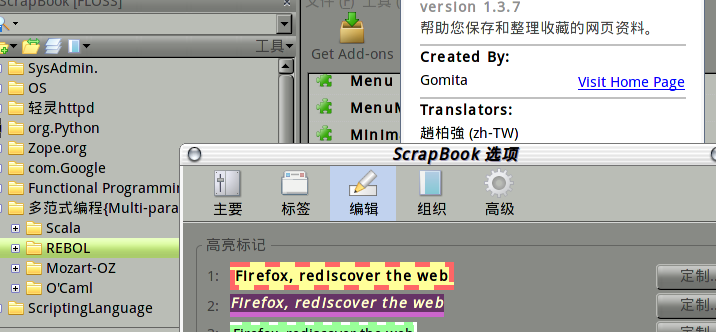 ScrapBook [FLOSS]
工具
SysAdmin.
OS
轻灵httpd
org.Python
Zope.org
com.Google
Functional Programmin
多范式编程{Multi-para
Scala
REBOL
Mozart-OZ
O'Caml
ScriptingLanguage
文件 (F) 工具 (
Get Add-ons
Menu
MenuM
MInIm
version 1.3.7
帮助您保存和整理收藏的网页资料。
Created By:
Gomita
Visit Home Page
Translators:
趙柏強 (zh-TW)
ScrapBook 选项
主要
标签
编辑
组织
高级
高亮标记
1:
FIrefox, redIscover the web
定制...
2:
FIrefox, redIscover the web
定制...
FIrefox, rediscover the web